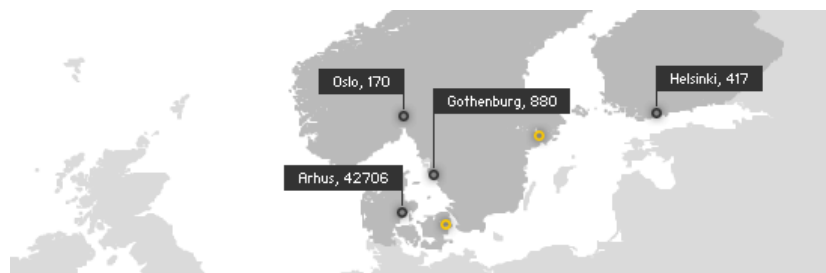 Oslo, 170
Helsinki, 417
Gothenburg, 880
Arhus, 42706